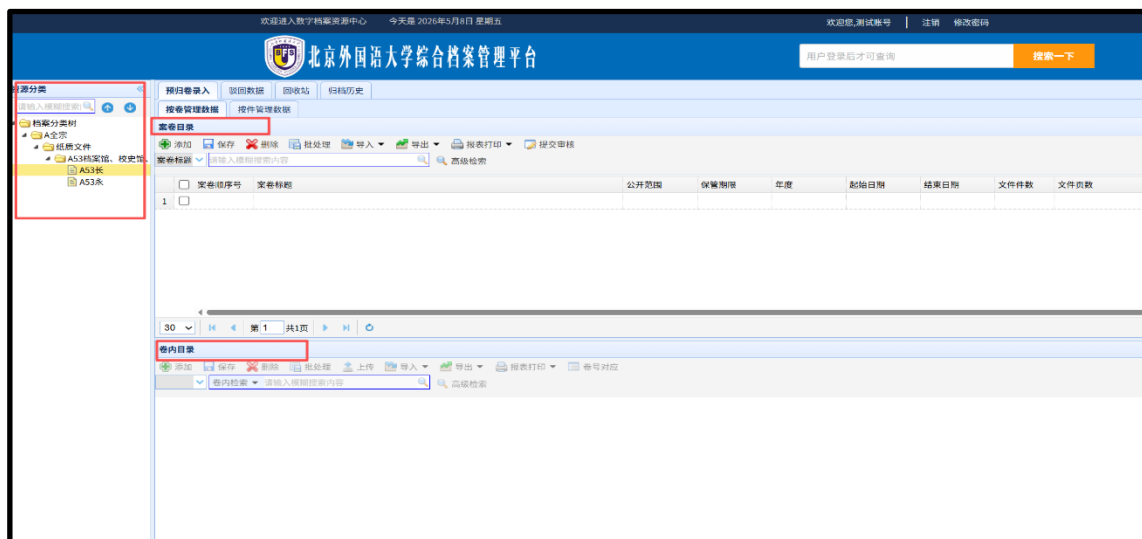 欢迎进入数字档案资源中心 今天是 2026年5月8日 星期五 欢迎您,测试账号 注销 修改密码
北京外国语大学综合档案管理平台 用户登录后才可查询 搜索一下
资源分类
请输入模糊搜索
档案分类树
A全宗
纸质文件
A53档案馆、校史馆、
A53长
A53永
预归卷录入 驳回数据 回收站 归档历史
按卷管理数据 按件管理数据
案卷目录
添加 保存 删除 批处理 导入 导出 报表打印 提交审核
案卷标题 请输入模糊搜索内容 高级检索
案卷顺序号 案卷标题 公开范围 保管期限 年度 起始日期 结束日期 文件件数 文件页数
1
30 第 1 共1页
卷内目录
添加 保存 删除 批处理 上传 导入 导出 报表打印 卷号对应
卷内检索 请输入模糊搜索内容 高级检索